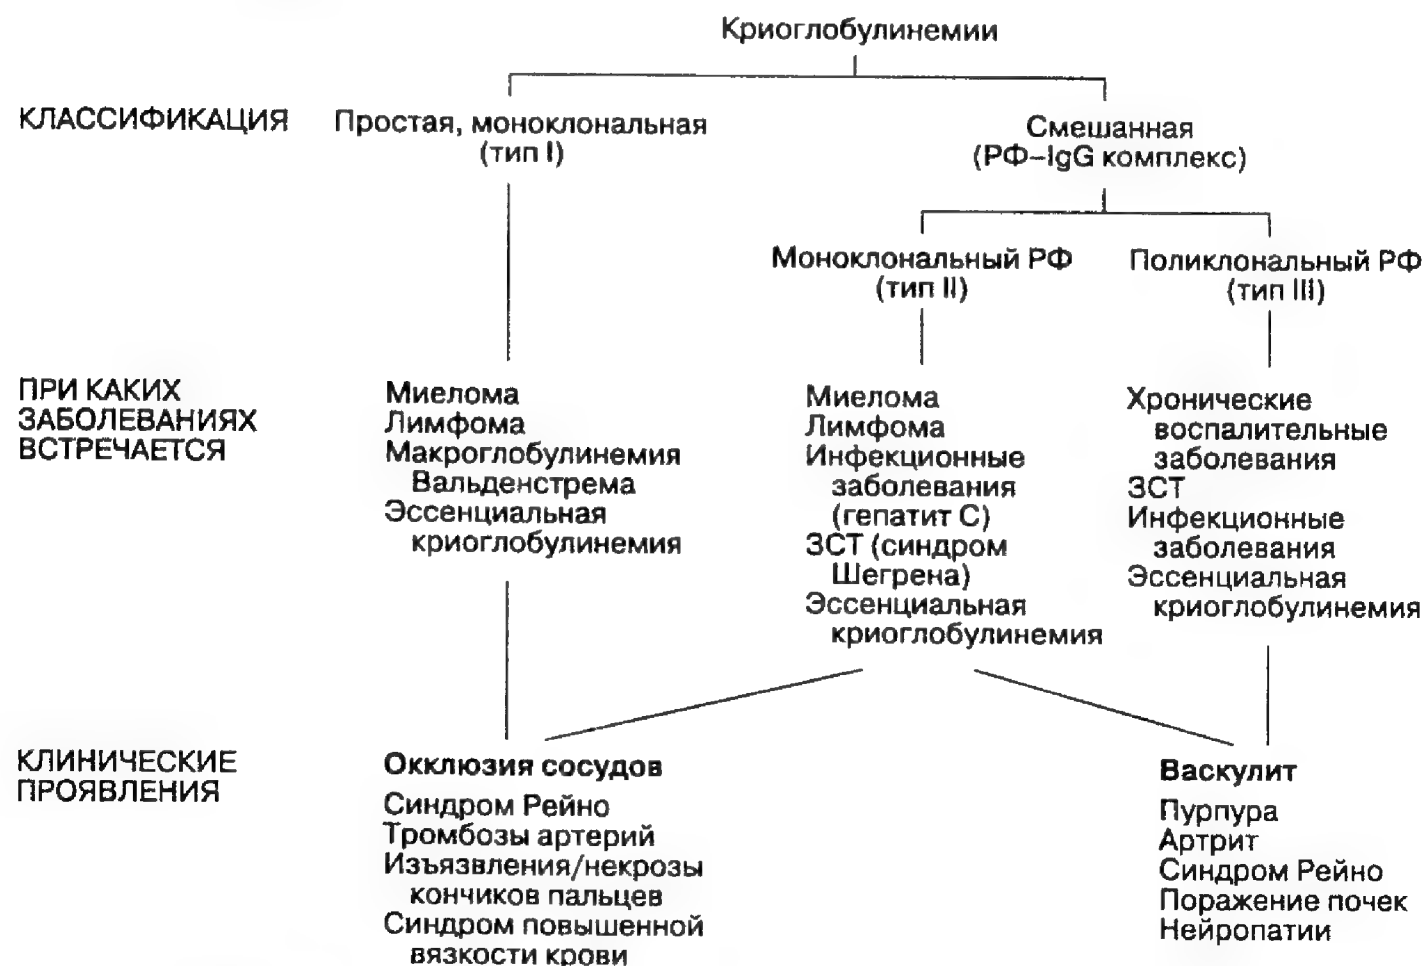 Криоглобулинемии
КЛАССИФИКАЦИЯ
Простая, моноклональная
(тип I)
Смешанная
(РФ–IgG комплекс)
Моноклональный РФ
(тип II)
Поликлональный РФ
(тип III)
ПРИ КАКИХ
ЗАБОЛЕВАНИЯХ
ВСТРЕЧАЕТСЯ
Миелома
Лимфома
Макроглобулинемия
Вальденстрема
Эссенциальная
криоглобулинемия
Миелома
Лимфома
Инфекционные
заболевания
(гепатит С)
ЗСТ (синдром
Шегрена)
Эссенциальная
криоглобулинемия
Хронические
воспалительные
заболевания
ЗСТ
Инфекционные
заболевания
Эссенциальная
криоглобулинемия
КЛИНИЧЕСКИЕ
ПРОЯВЛЕНИЯ
Окклюзия сосудов
Синдром Рейно
Тромбозы артерий
Изъязвления/некрозы
кончиков пальцев
Синдром повышенной
вязкости крови
Васкулит
Пурпура
Артрит
Синдром Рейно
Поражение почек
Нейропатии